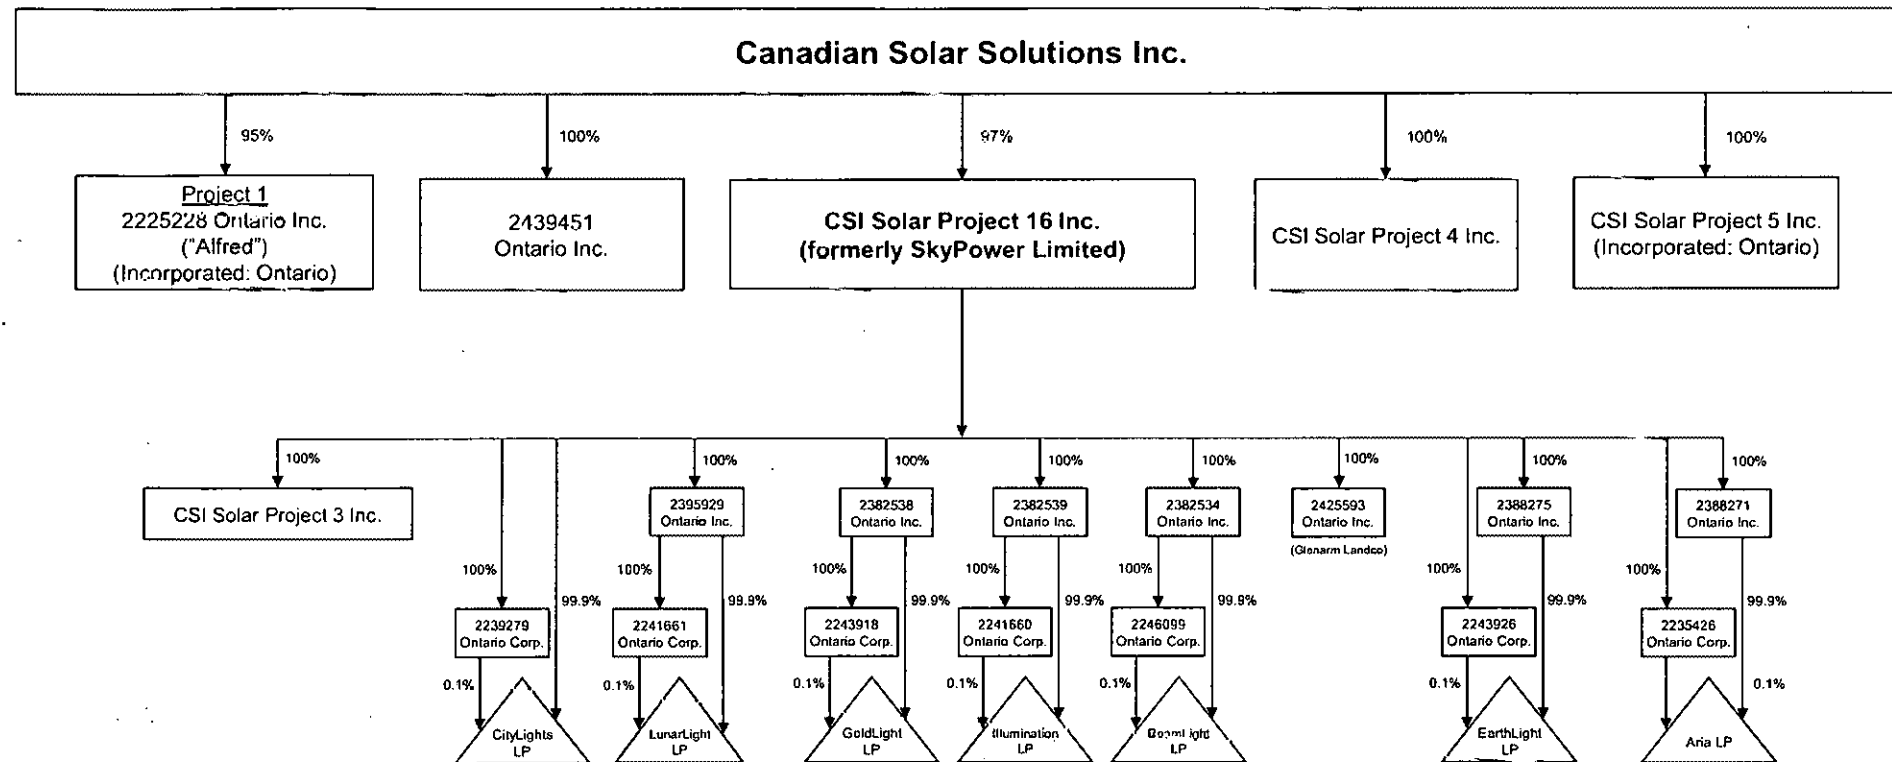 Canadian Solar Solutions Inc.
95%
100%
97%
100%
100%
Project 1
2225228 Ontario Inc.
("Alfred")
(Incorporated: Ontario)
2439451
Ontario Inc.
CSI Solar Project 16 Inc.
(formerly SkyPower Limited)
CSI Solar Project 4 Inc.
CSI Solar Project 5 Inc.
(Incorporated: Ontario)
100%
100%
100%
100%
100%
100%
100%
100%
CSI Solar Project 3 Inc.
2395929
Ontario Inc.
2382538
Ontario Inc.
2382539
Ontario Inc.
2382534
Ontario Inc.
2425593
Ontario Inc.
(Glenarm Landco)
2388275
Ontario Inc.
2388271
Ontario Inc.
100%
99.9%
100%
99.9%
100%
99.9%
100%
99.9%
100%
99.9%
100%
99.9%
100%
99.9%
2239279
Ontario Corp.
2241661
Ontario Corp.
2243918
Ontario Corp.
2241660
Ontario Corp.
2246099
Ontario Corp.
2243926
Ontario Corp.
2235426
Ontario Corp.
0.1%
0.1%
0.1%
0.1%
0.1%
0.1%
0.1%
CityLights
LP
LunarLight
LP
GoldLight
LP
Illumination
LP
BeamLight
LP
EarthLight
LP
Aria LP